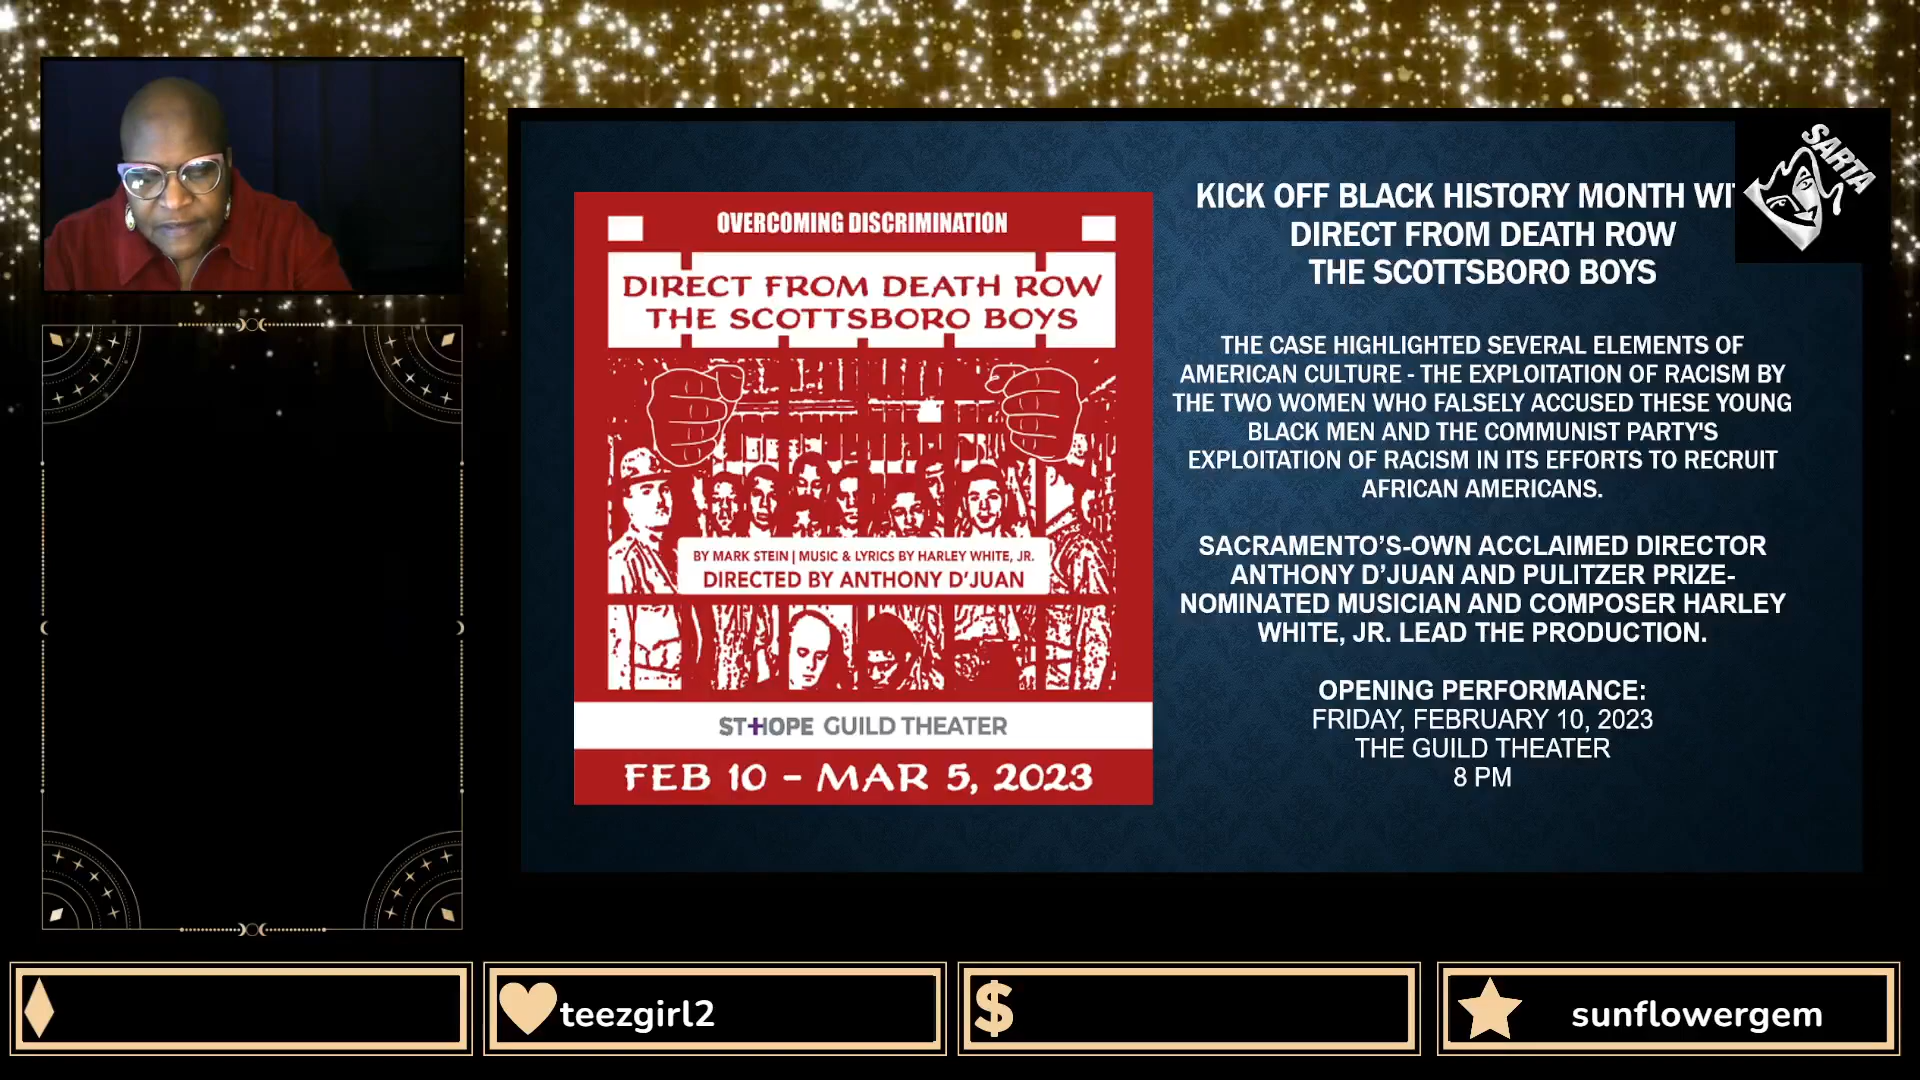 SARTA
OVERCOMING DISCRIMINATION
DIRECT FROM DEATH ROW
THE SCOTTSBORO BOYS
BY MARK STEIN | MUSIC & LYRICS BY HARLEY WHITE, JR.
DIRECTED BY ANTHONY D'JUAN
ST HOPE GUILD THEATER
FEB 10 - MAR 5, 2023
KICK OFF BLACK HISTORY MONTH WI
DIRECT FROM DEATH ROW
THE SCOTTSBORO BOYS
THE CASE HIGHLIGHTED SEVERAL ELEMENTS OF
AMERICAN CULTURE - THE EXPLOITATION OF RACISM BY
THE TWO WOMEN WHO FALSELY ACCUSED THESE YOUNG
BLACK MEN AND THE COMMUNIST PARTY'S
EXPLOITATION OF RACISM IN ITS EFFORTS TO RECRUIT
AFRICAN AMERICANS.
SACRAMENTO’S-OWN ACCLAIMED DIRECTOR
ANTHONY D’JUAN AND PULITZER PRIZE-
NOMINATED MUSICIAN AND COMPOSER HARLEY
WHITE, JR. LEAD THE PRODUCTION.
OPENING PERFORMANCE:
FRIDAY, FEBRUARY 10, 2023
THE GUILD THEATER
8 PM
teezgirl2
$
sunflowergem